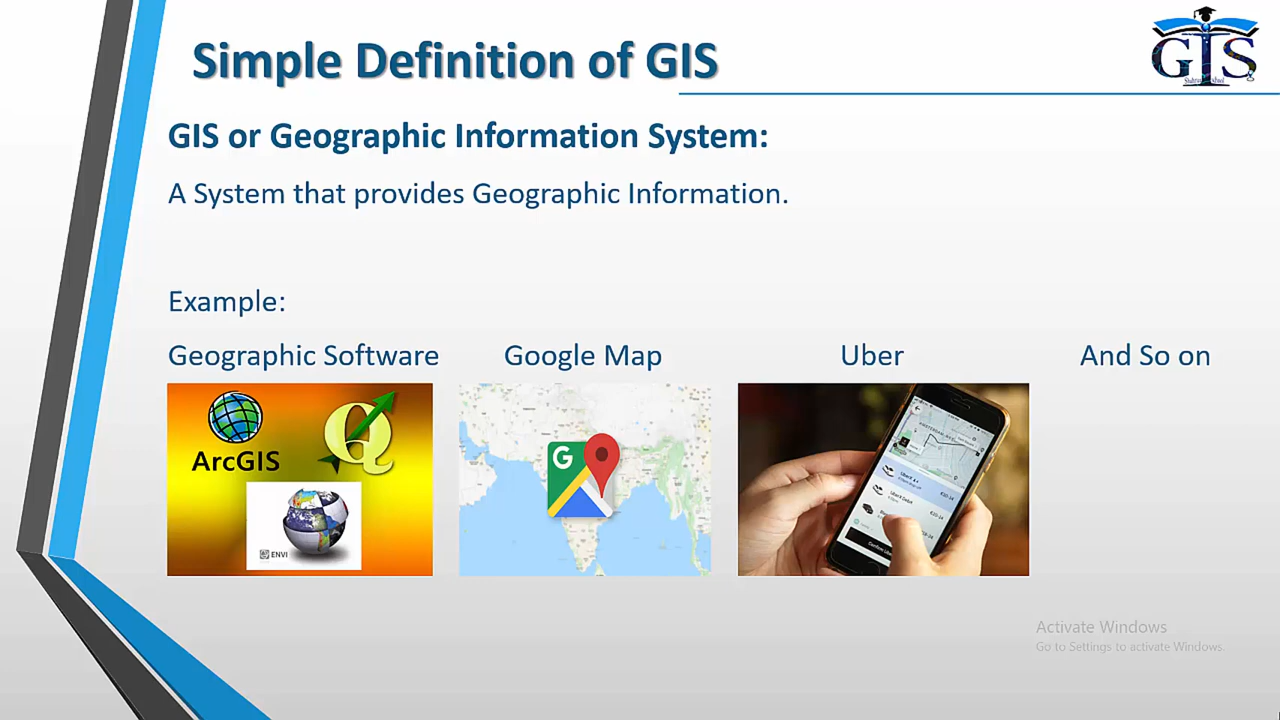 Simple Definition of GIS
GIS
GIS or Geographic Information System:
A System that provides Geographic Information.
Example:
Geographic Software
Google Map
Uber
And So on
ArcGIS
Q
ENVI
G
Activate Windows
Go to Settings to activate Windows.